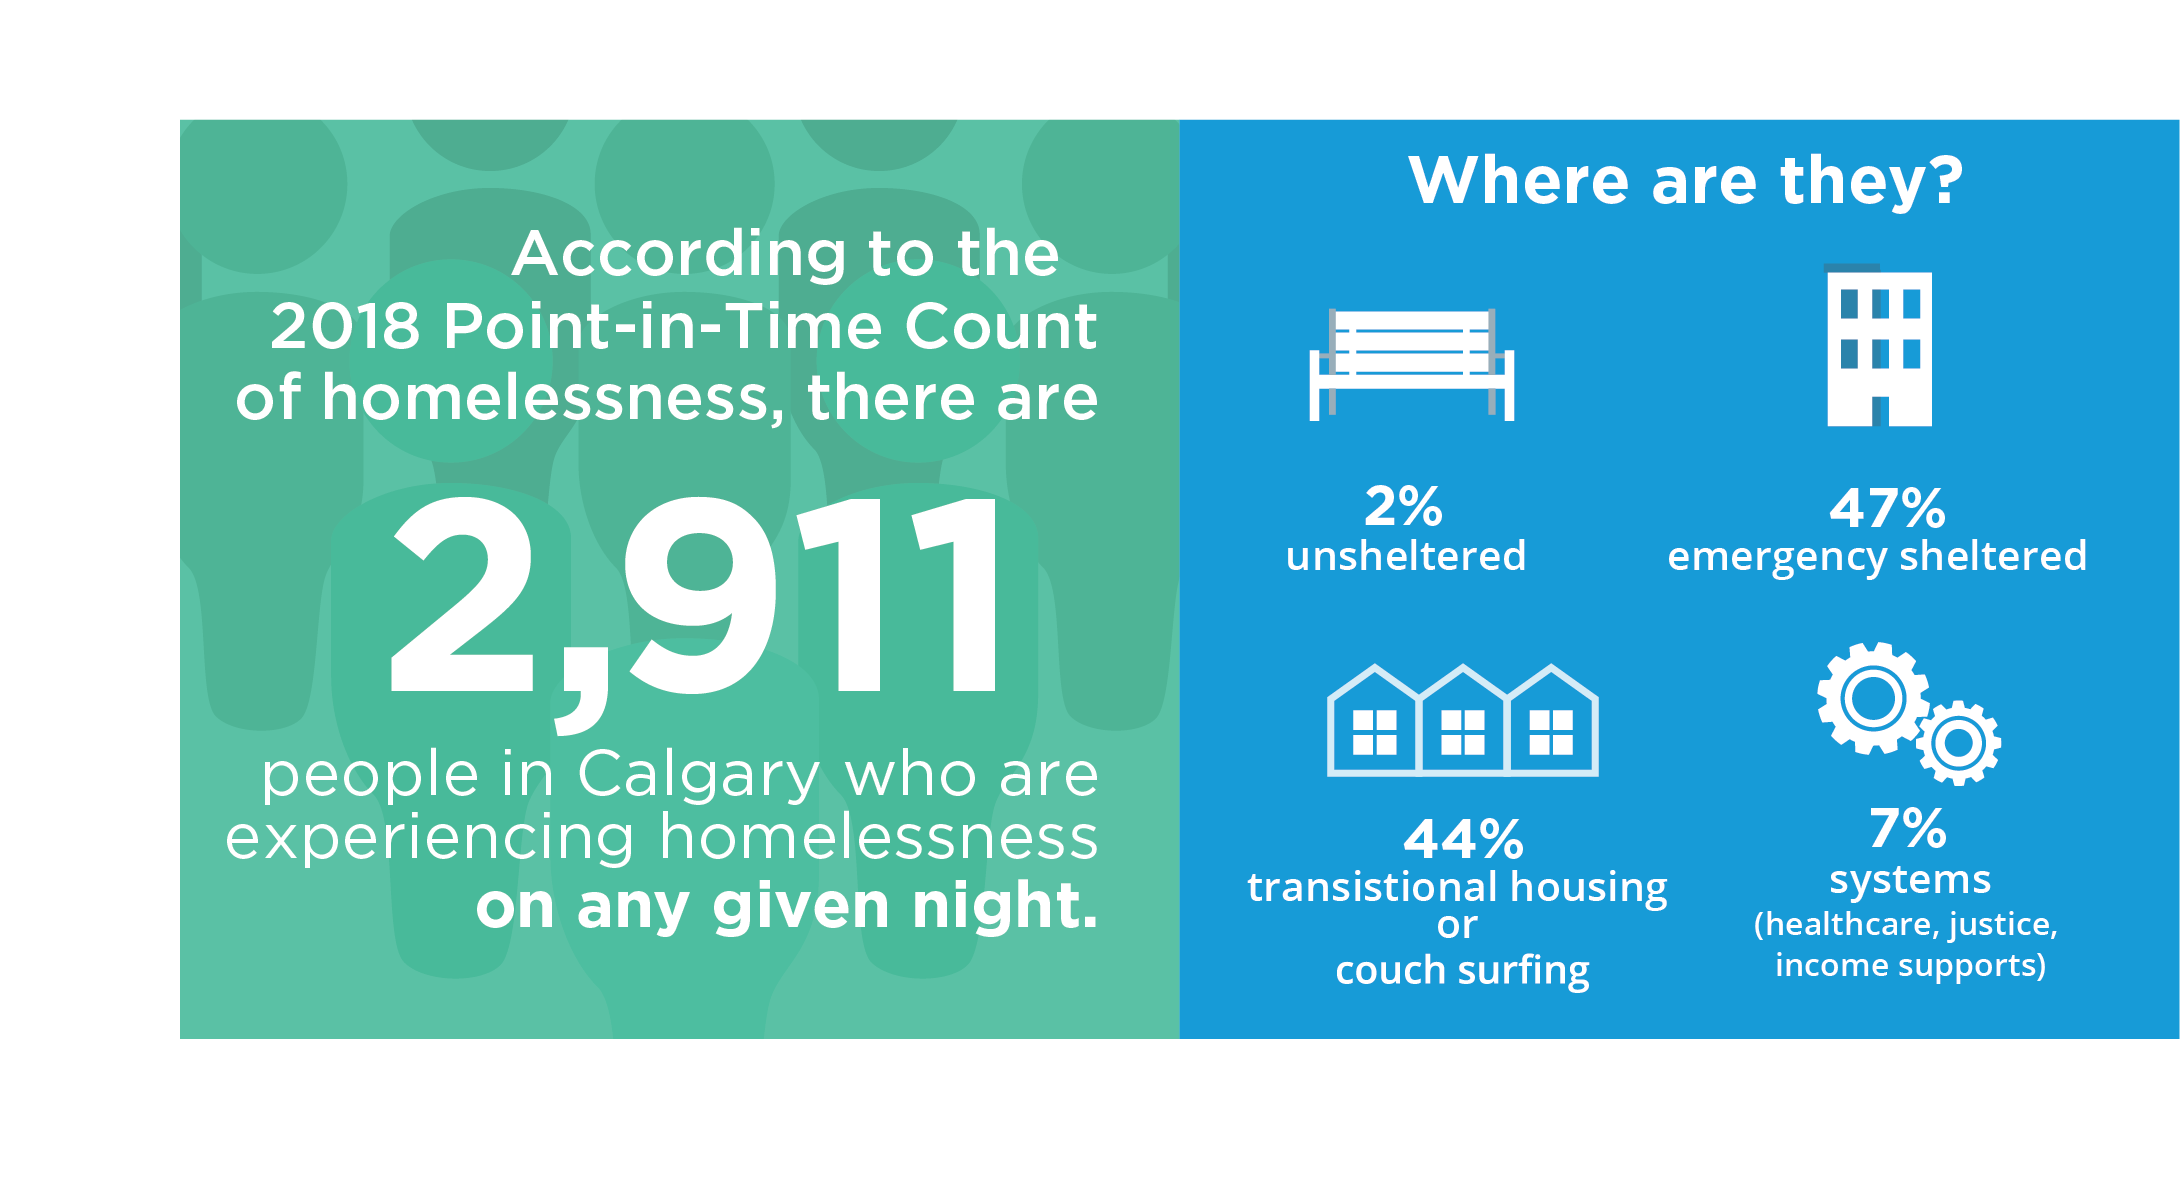 According to the
2018 Point-in-Time Count
of homelessness, there are
2,911
people in Calgary who are
experiencing homelessness
on any given night.
Where are they?
2%
unsheltered
47%
emergency sheltered
44%
transistional housing
or
couch surfing
7%
systems
(healthcare, justice,
income supports)